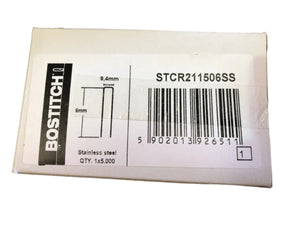 BOSTITCH
9,4mm
6mm
Stainless steel
QTY. 1x5.000
STCR211506SS
5 902013 926511
1